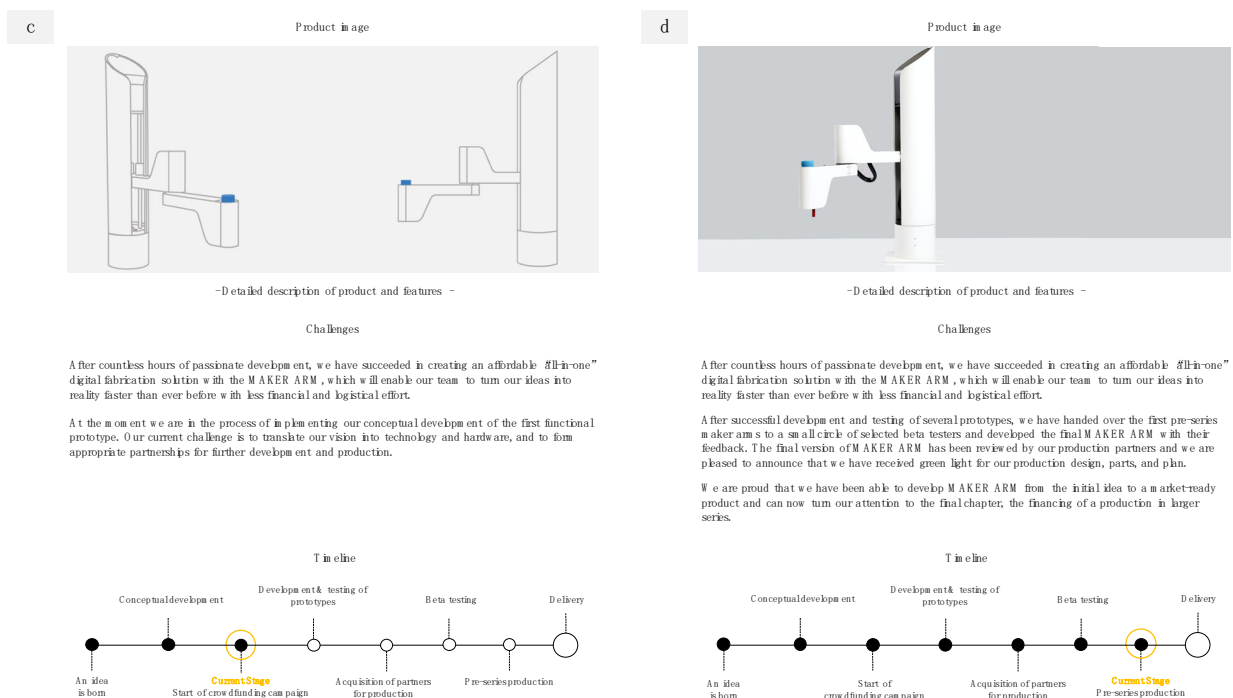 c
Product image
-Detailed description of product and features -
Challenges
After countless hours of passionate development, we have succeeded in creating an affordable “all-in-one”
digital fabrication solution with the MAKER ARM, which will enable our team to turn our ideas into
reality faster than ever before with less financial and logistical effort.
At the moment we are in the process of implementing our conceptual development of the first functional
prototype. Our current challenge is to translate our vision into technology and hardware, and to form
appropriate partnerships for further development and production.
Timeline
Conceptual development
Development & testing of
prototypes
Beta testing
Delivery
An idea
is born
Current Stage
Start of crowdfunding campaign
Acquisition of partners
for production
Pre-series production
d
Product image
-Detailed description of product and features -
Challenges
After countless hours of passionate development, we have succeeded in creating an affordable “all-in-one”
digital fabrication solution with the MAKER ARM, which will enable our team to turn our ideas into
reality faster than ever before with less financial and logistical effort.
After successful development and testing of several prototypes, we have handed over the first pre-series
maker arms to a small circle of selected beta testers and developed the final MAKER ARM with their
feedback. The final version of MAKER ARM has been reviewed by our production partners and we are
pleased to announce that we have received green light for our production design, parts, and plan.
We are proud that we have been able to develop MAKER ARM from the initial idea to a market-ready
product and can now turn our attention to the final chapter, the financing of a production in larger
series.
Timeline
Conceptual development
Development & testing of
prototypes
Beta testing
Delivery
An idea
is born
Start of
crowdfunding campaign
Acquisition of partners
for production
Current Stage
Pre-series production